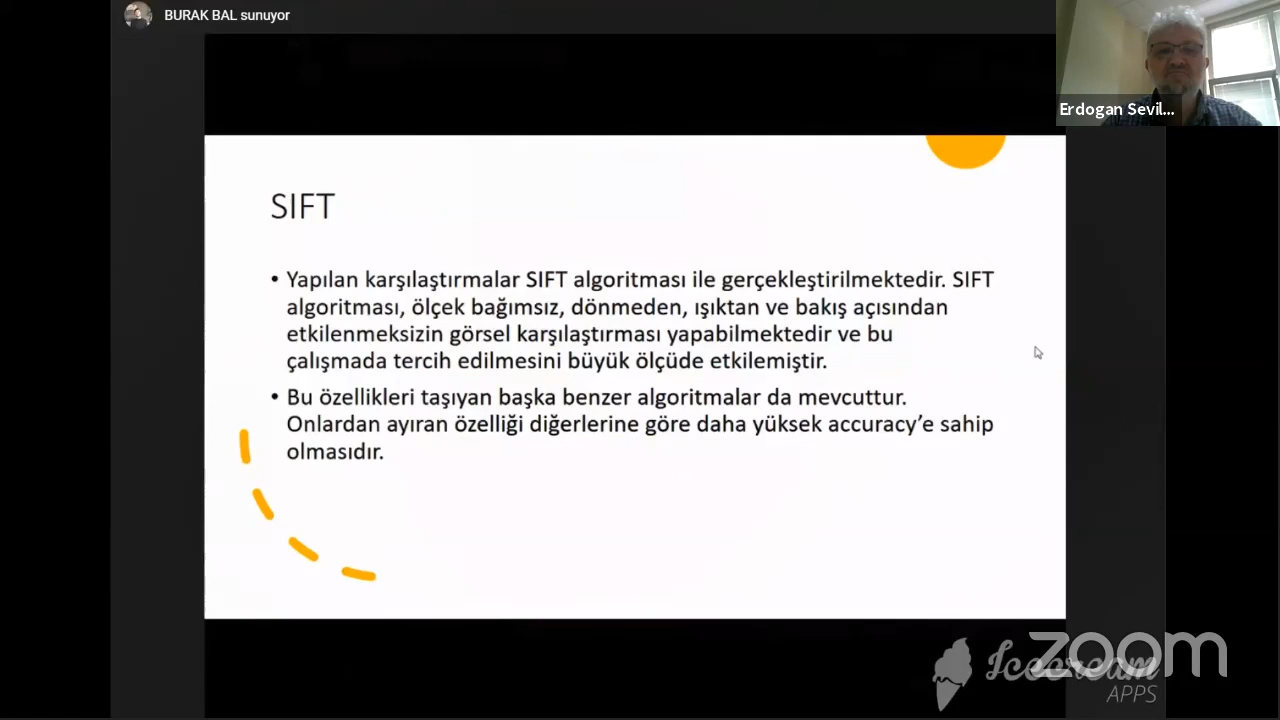 BURAK BAL sunuyor
Erdogan Sevil...
SIFT
• Yapılan karşılaştırmalar SIFT algoritması ile gerçekleştirilmektedir. SIFT
algoritması, ölçek bağımsız, dönmeden, ışıktan ve bakış açısından
etkilenmeksizin görsel karşılaştırması yapabilmektedir ve bu
çalışmada tercih edilmesini büyük ölçüde etkilemiştir.
• Bu özellikleri taşıyan başka benzer algoritmalar da mevcuttur.
Onlardan ayıran özelliği diğerlerine göre daha yüksek accuracy’e sahip
olmasıdır.
zoom
Icecream
APPS